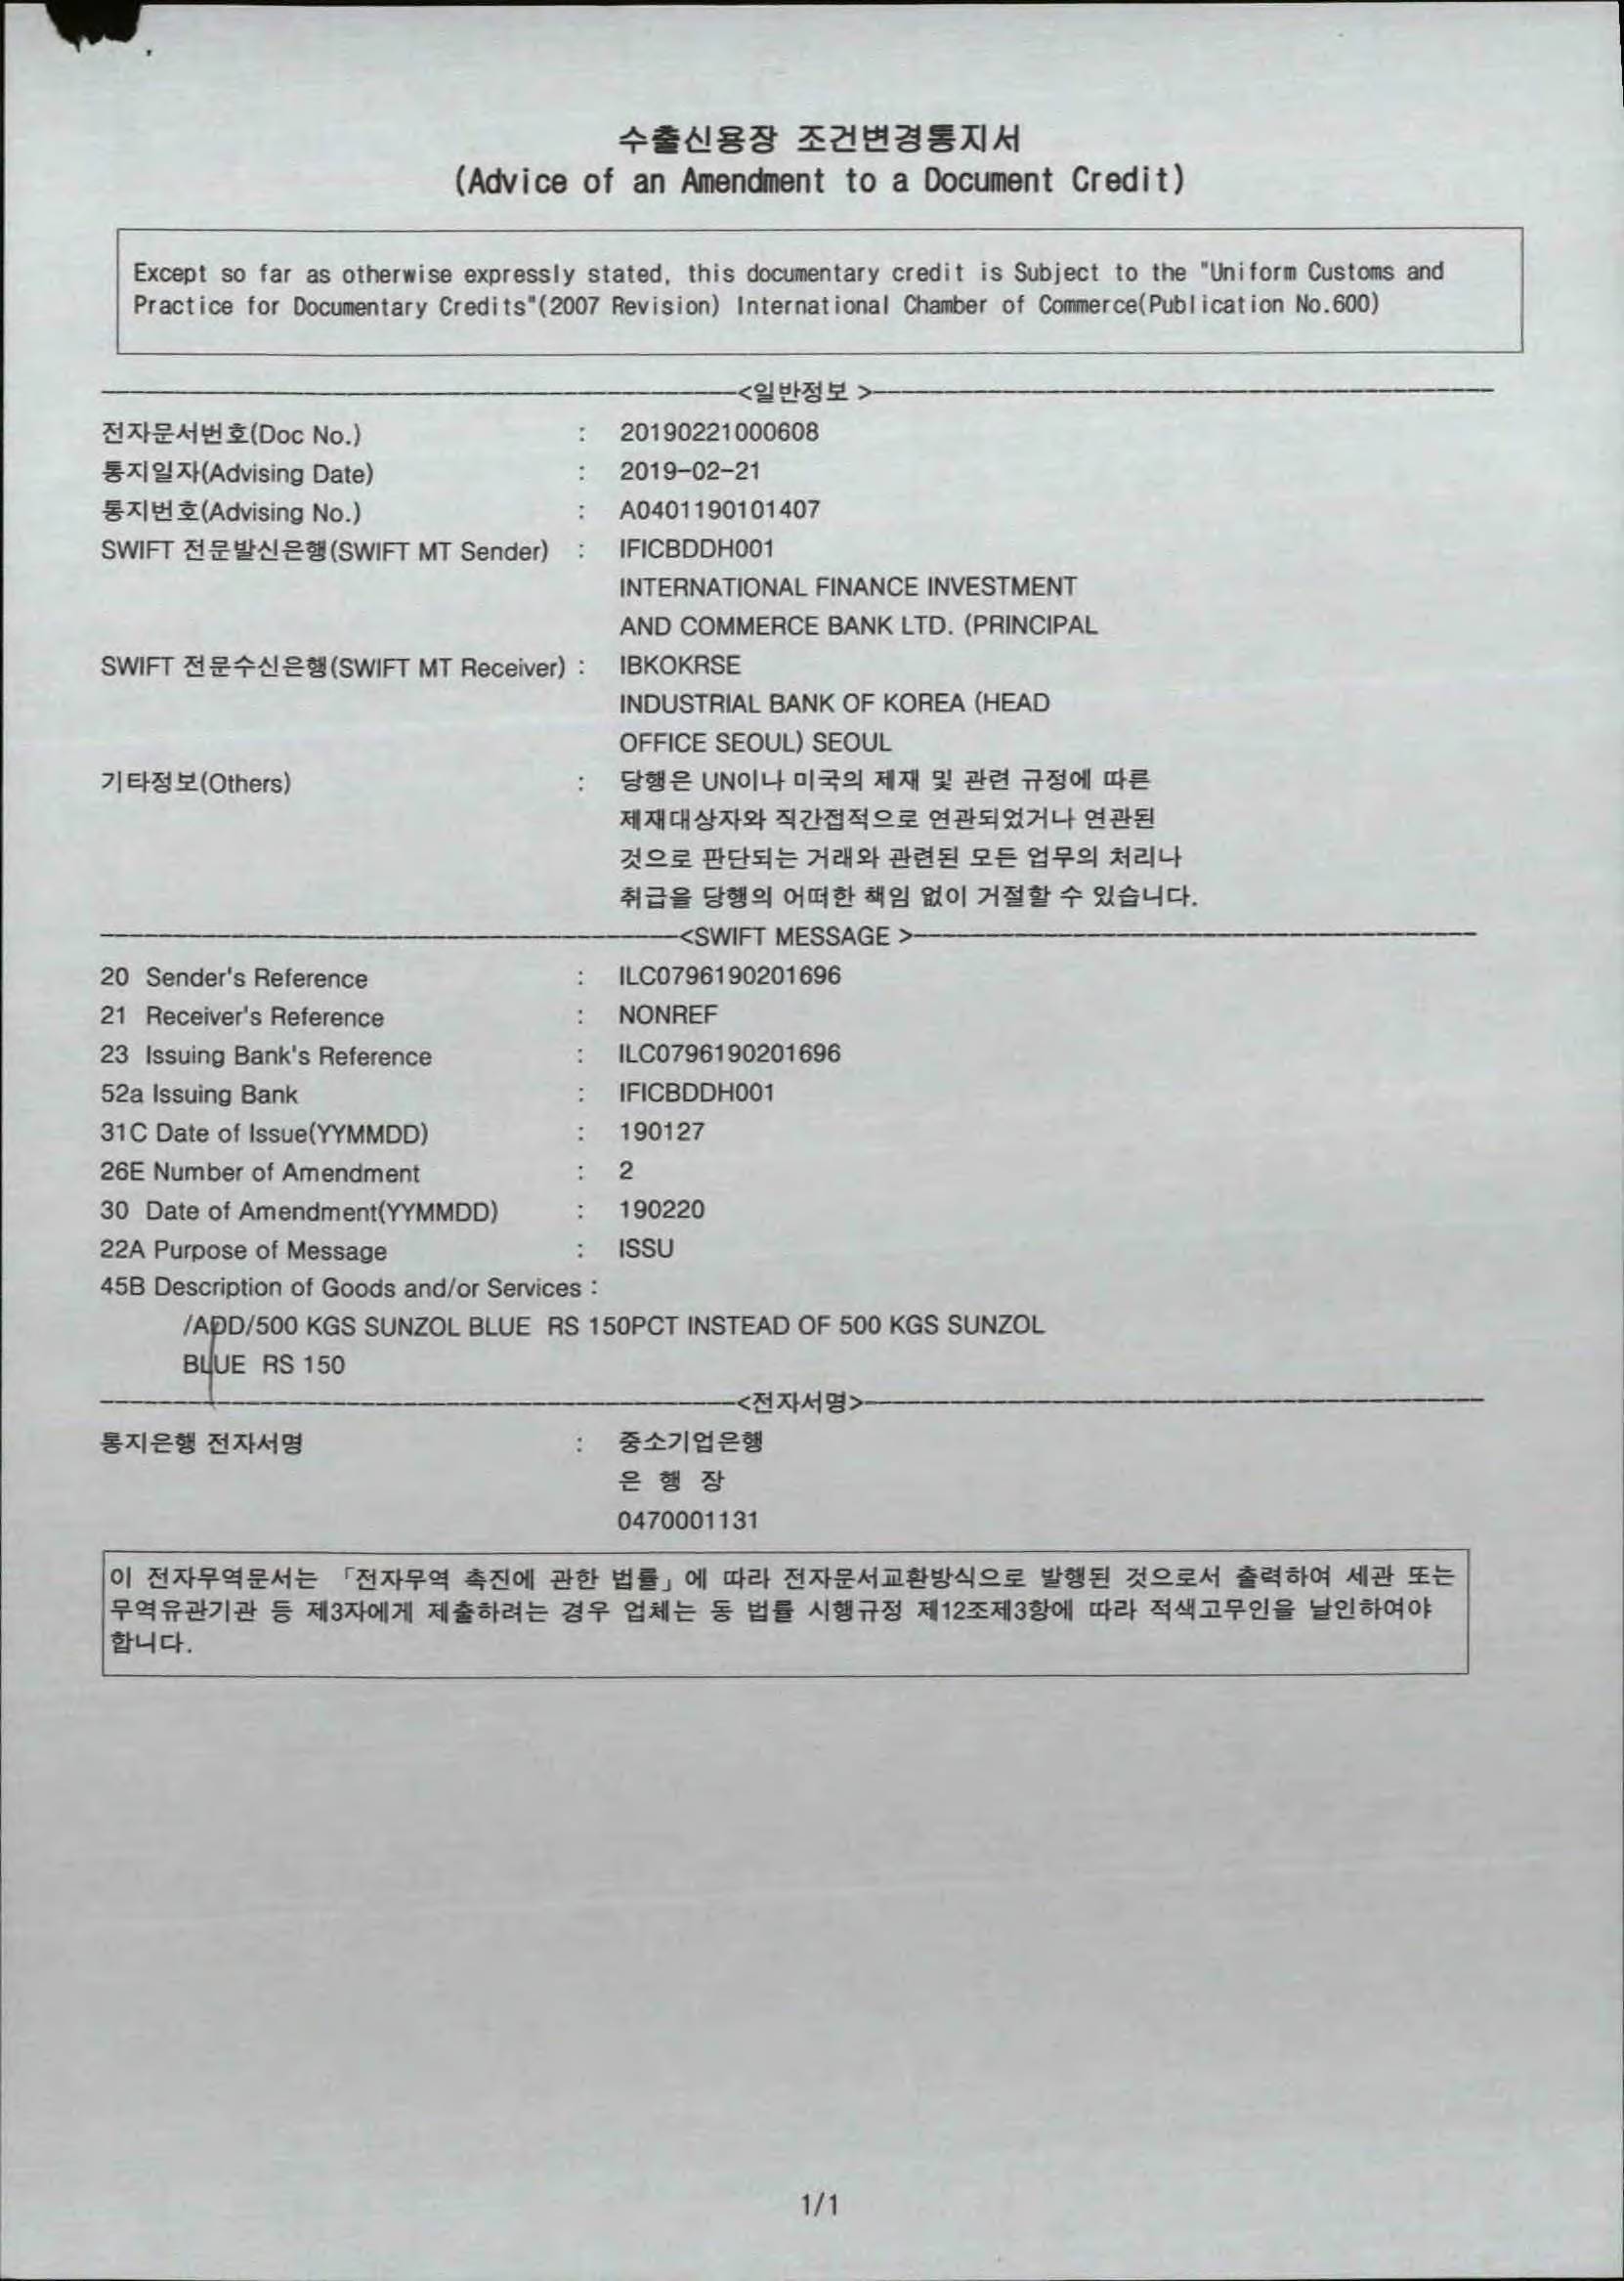 수출신용장 조건변경통지서
(Advice of an Amendment to a Document Credit)
Except so far as otherwise expressly stated, this documentary credit is Subject to the "Uniform Customs and
Practice for Documentary Credits"(2007 Revision) International Chamber of Commerce(Publication No.600)
<일반정보 >
전자문서번호(Doc No.) : 20190221000608
통지일자(Advising Date) : 2019-02-21
통지번호(Advising No.) : A0401190101407
SWIFT 전문발신은행(SWIFT MT Sender) : IFICBDDH001
INTERNATIONAL FINANCE INVESTMENT
AND COMMERCE BANK LTD. (PRINCIPAL
SWIFT 전문수신은행(SWIFT MT Receiver) : IBKOKRSE
INDUSTRIAL BANK OF KOREA (HEAD
OFFICE SEOUL) SEOUL
기타정보(Others) : 당행은 UN이나 미국의 제재 및 관련 규정에 따른
제재대상자와 직간접적으로 연관되었거나 연관된
것으로 판단되는 거래와 관련된 모든 업무의 처리나
취급을 당행의 어떠한 책임 없이 거절할 수 있습니다.
<SWIFT MESSAGE >
20 Sender's Reference : ILC0796190201696
21 Receiver's Reference : NONREF
23 Issuing Bank's Reference : ILC0796190201696
52a Issuing Bank : IFICBDDH001
31C Date of Issue(YYMMDD) : 190127
26E Number of Amendment : 2
30 Date of Amendment(YYMMDD) : 190220
22A Purpose of Message : ISSU
45B Description of Goods and/or Services :
/ADD/500 KGS SUNZOL BLUE RS 150PCT INSTEAD OF 500 KGS SUNZOL
BLUE RS 150
<전자서명>
통지은행 전자서명 : 중소기업은행
은 행 장
0470001131
이 전자무역문서는 「전자무역 촉진에 관한 법률」에 따라 전자문서교환방식으로 발행된 것으로서 출력하여 세관 또는
무역유관기관 등 제3자에게 제출하려는 경우 업체는 동 법률 시행규정 제12조제3항에 따라 적색고무인을 날인하여야
합니다.
1/1